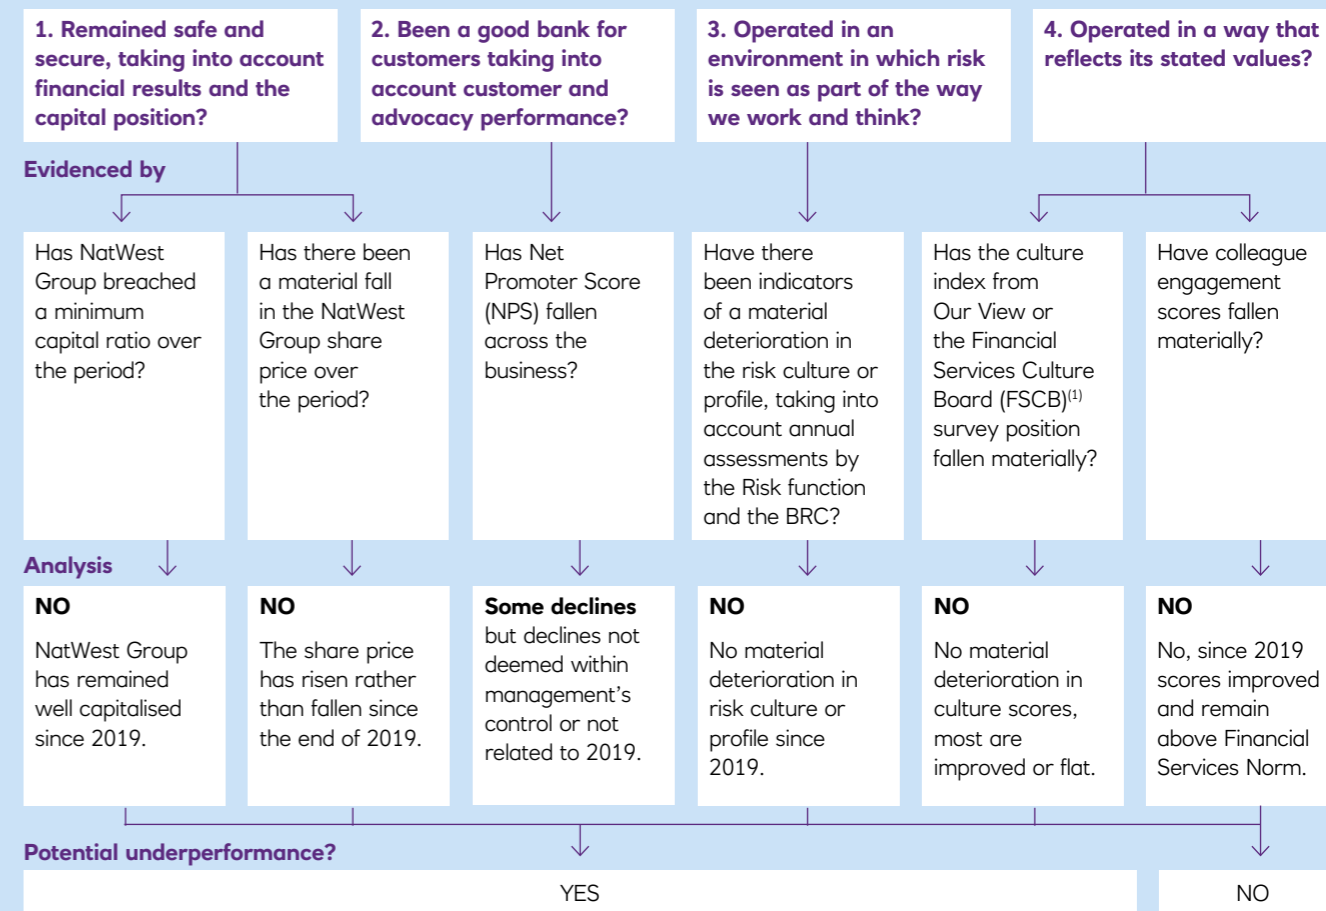 1. Remained safe and
secure, taking into account
financial results and the
capital position?
2. Been a good bank for
customers taking into
account customer and
advocacy performance?
3. Operated in an
environment in which risk
is seen as part of the way
we work and think?
4. Operated in a way that
reflects its stated values?
Evidenced by
Has NatWest
Group breached
a minimum
capital ratio over
the period?
Has there been
a material fall
in the NatWest
Group share
price over
the period?
Has Net
Promoter Score
(NPS) fallen
across the
business?
Have there
been indicators
of a material
deterioration in
the risk culture or
profile, taking into
account annual
assessments by
the Risk function
and the BRC?
Has the culture
index from
Our View or
the Financial
Services Culture
Board (FSCB)(1)
survey position
fallen materially?
Have colleague
engagement
scores fallen
materially?
Analysis
NO
NatWest Group
has remained
well capitalised
since 2019.
NO
The share price
has risen rather
than fallen since
the end of 2019.
Some declines
but declines not
deemed within
management's
control or not
related to 2019.
NO
No material
deterioration in
risk culture or
profile since
2019.
NO
No material
deterioration in
culture scores,
most are
improved or flat.
NO
No, since 2019
scores improved
and remain
above Financial
Services Norm.
Potential underperformance?
YES
NO